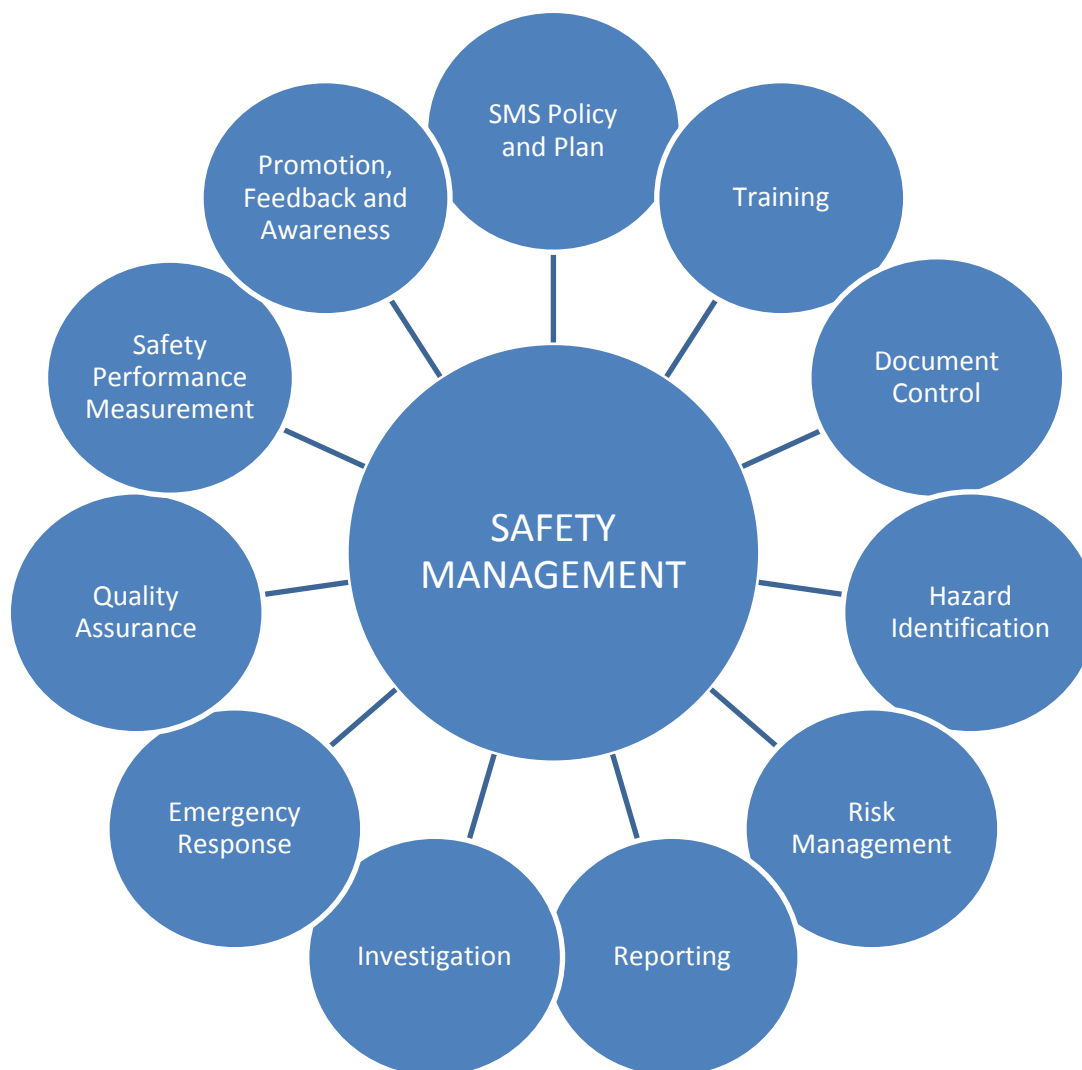 SMS Policy
and Plan
Training
Document
Control
Hazard
Identification
Risk
Management
Reporting
Investigation
Emergency
Response
Quality
Assurance
Safety
Performance
Measurement
Promotion,
Feedback and
Awareness
SAFETY
MANAGEMENT